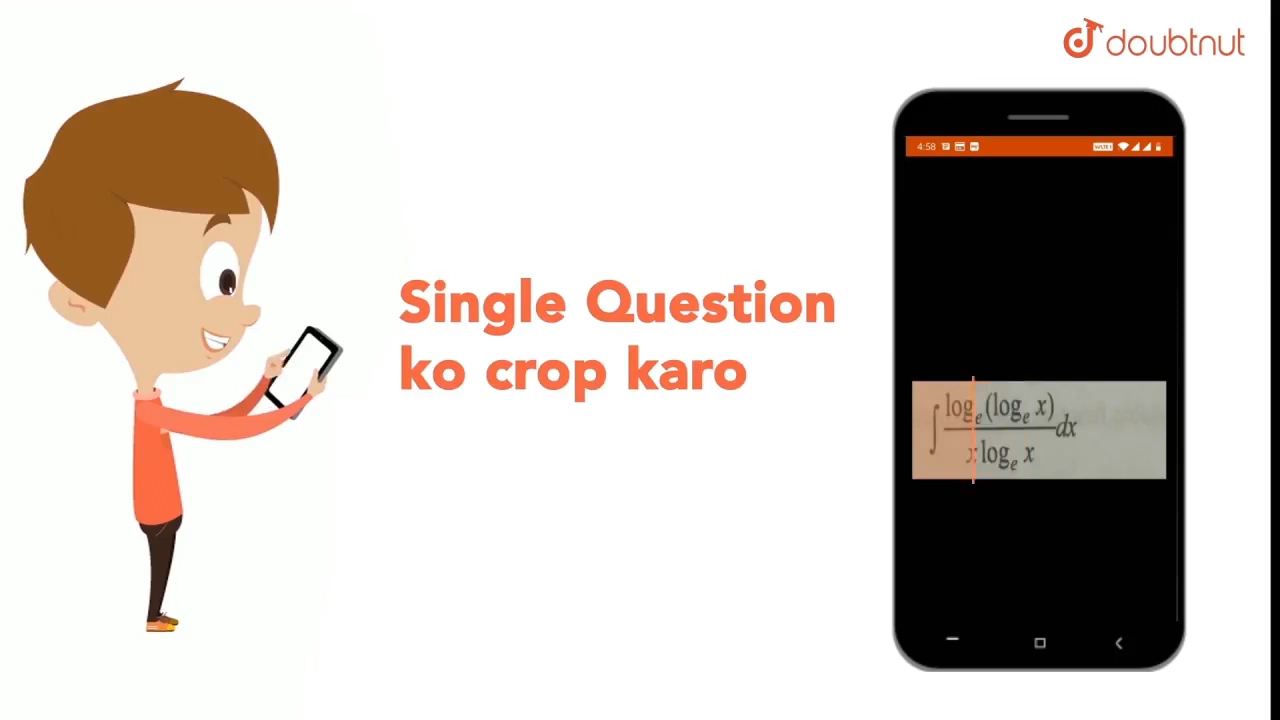 doubtnut
4:58
Single Question
ko crop karo
∫ logₑ (logₑ x) / x logₑ x dx